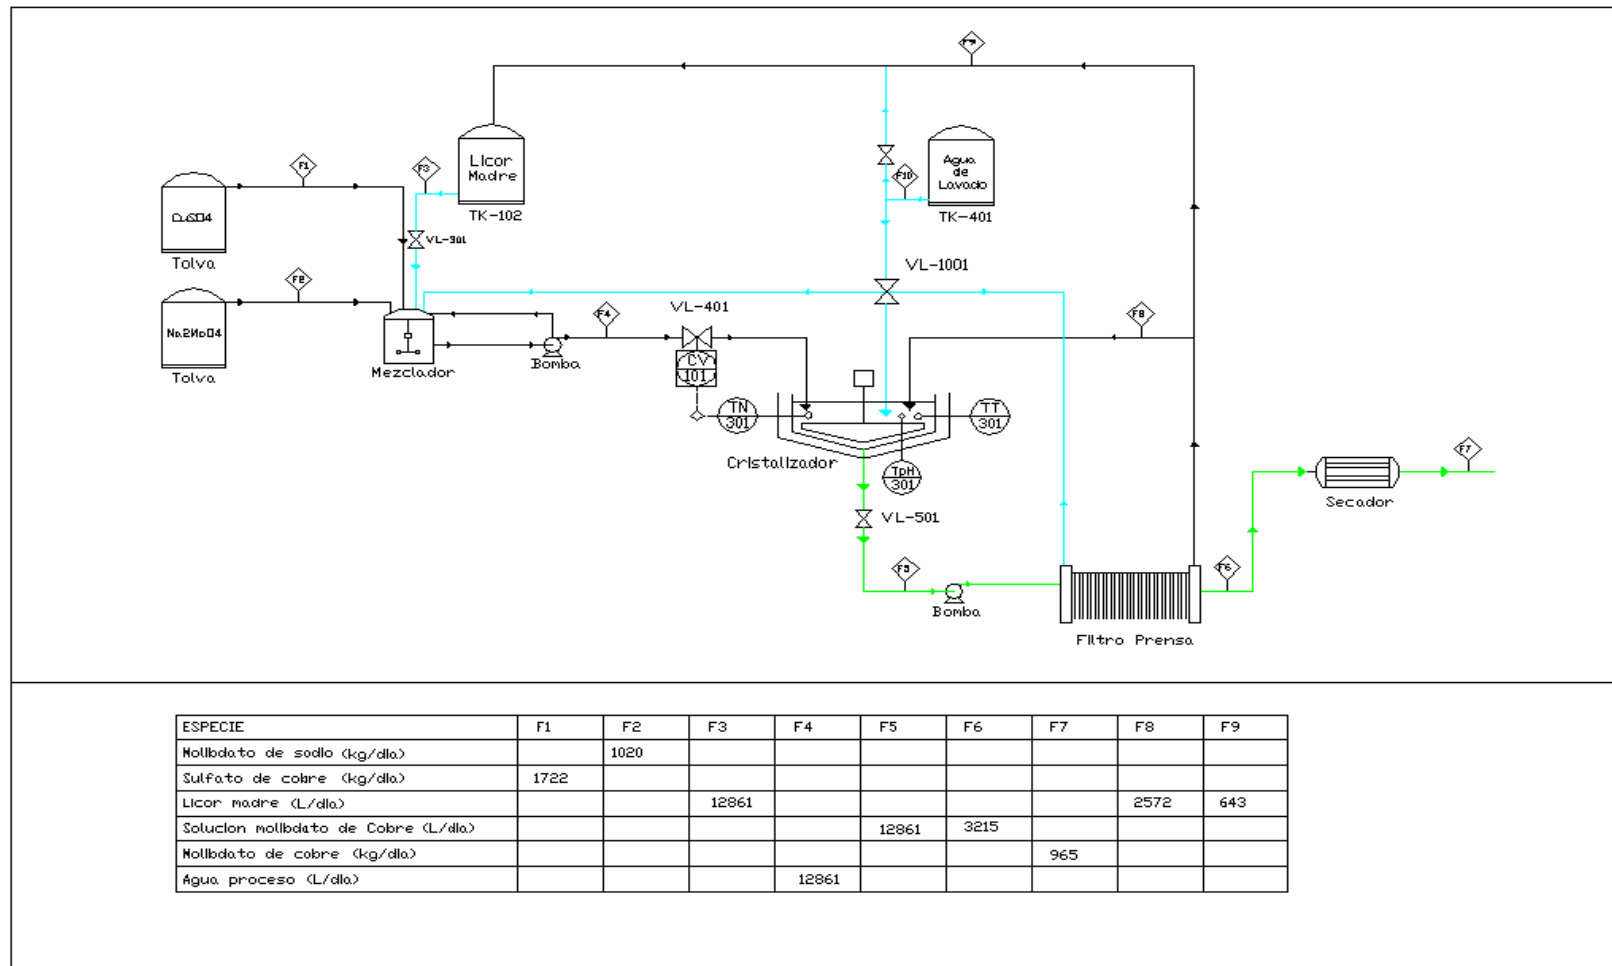 F9
Licor
Madre
TK-102
Agua
de
Lavado
TK-401
F10
F1
F3
CuSO4
Tolva
VL-301
F2
Na2MoO4
Tolva
Mezclador
Bomba
F4
VL-401
CV
101
TN
301
VL-1001
F8
TT
301
TpH
301
Cristalizador
VL-501
F5
Bomba
Filtro Prensa
F6
Secador
F7
ESPECIE F1 F2 F3 F4 F5 F6 F7 F8 F9
Molibdato de sodio (kg/dia) 1020
Sulfato de cobre (kg/dia) 1722
Licor madre (L/dia) 12861 2572 643
Solucion molibdato de Cobre (L/dia) 12861 3215
Molibdato de cobre (kg/dia) 965
Agua proceso (L/dia) 12861